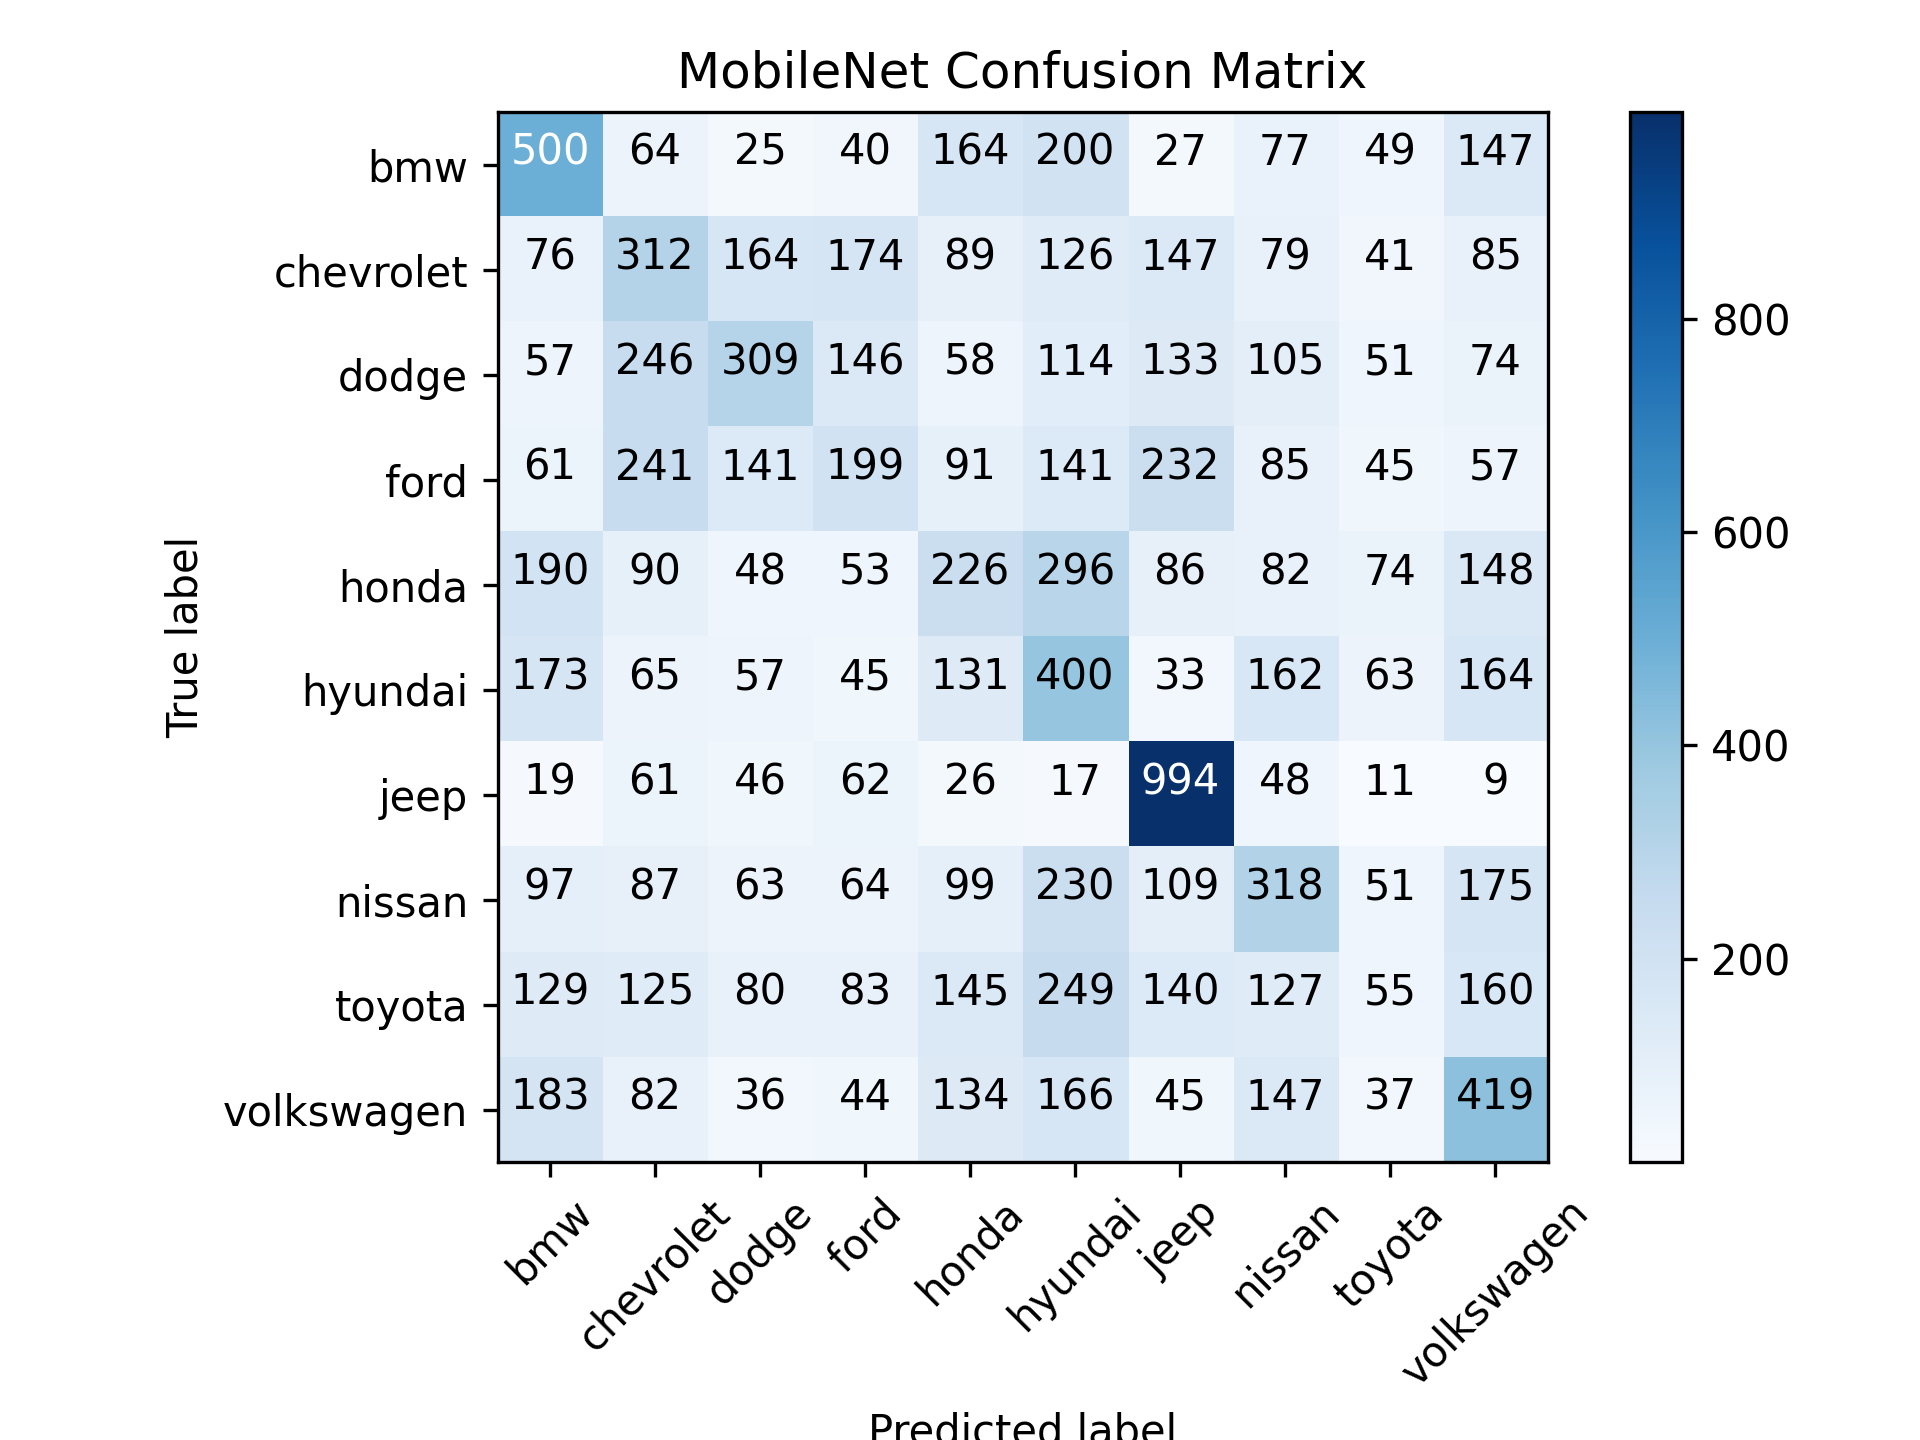 MobileNet Confusion Matrix
bmw 500 64 25 40 164 200 27 77 49 147
chevrolet 76 312 164 174 89 126 147 79 41 85
dodge 57 246 309 146 58 114 133 105 51 74
ford 61 241 141 199 91 141 232 85 45 57
honda 190 90 48 53 226 296 86 82 74 148
hyundai 173 65 57 45 131 400 33 162 63 164
jeep 19 61 46 62 26 17 994 48 11 9
nissan 97 87 63 64 99 230 109 318 51 175
toyota 129 125 80 83 145 249 140 127 55 160
volkswagen 183 82 36 44 134 166 45 147 37 419
bmw chevrolet dodge ford honda hyundai jeep nissan toyota volkswagen
True label
Predicted label
800
600
400
200